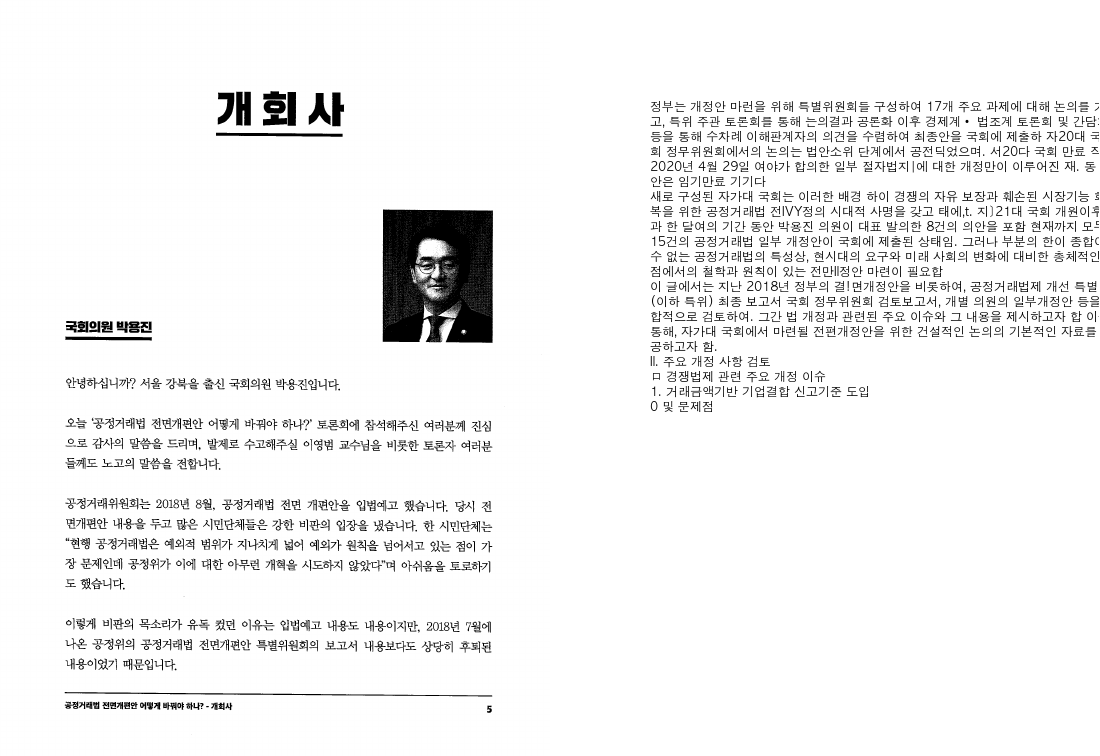 개회사
국회의원 박용진
안녕하십니까? 서울 강북을 출신 국회의원 박용진입니다.
오늘 ‘공정거래법 전면개편안 어떻게 바꿔야 하나?’ 토론회에 참석해주신 여러분께 진심
으로 감사의 말씀을 드리며, 발제로 수고해주실 이영범 교수님을 비롯한 토론자 여러분
들께도 노고의 말씀을 전합니다.
공정거래위원회는 2018년 8월, 공정거래법 전면 개편안을 입법예고 했습니다. 당시 전
면개편안 내용을 두고 많은 시민단체들은 강한 비판의 입장을 냈습니다. 한 시민단체는
“현행 공정거래법은 예외적 범위가 지나치게 넓어 예외가 원칙을 넘어서고 있는 점이 가
장 문제인데 공정위가 이에 대한 아무런 개혁을 시도하지 않았다”며 아쉬움을 토로하기
도 했습니다.
이렇게 비판의 목소리가 유독 컸던 이유는 입법예고 내용도 내용이지만, 2018년 7월에
나온 공정위의 공정거래법 전면개편안 특별위원회의 보고서 내용보다도 상당히 후퇴된
내용이었기 때문입니다.
공정거래법 전면개편안 어떻게 바꿔야 하나? - 개회사
5
정부는 개정안 마련을 위해 특별위원회들 구성하여 17개 주요 과제에 대해 논의를
고, 특위 주관 토론회를 통해 는의결과 공론화 이후 경제계 • 법조계 토론회 및
등을 통해 수차례 이해판계자의 의견을 수렴하여 최종안을 국회에 제출하 자20대
회 정무위원회에서의 논의는 법안소위 단계에서 공전딕었으며. 서20다 국회 만료
2020년 4월 29일 여야가 합의한 일부 절자법지|에 대한 개정만이 이루어진 재. 동
안은 임기만료 기기다
새로 구성된 자가대 국회는 이러한 배경 하이 경쟁의 자유 보장과 훼손된 시장기능
복을 위한 공정거래법 전IVY정의 시대적 사명을 갖고 태에,t. 지}21대 국회 개원이후
과 한 달여의 기간 동안 박용진 의원이 대표 발의한 8건의 의안을 포함 현재까지
15건의 공정거래법 일부 개정안이 국회에 제출된 상태임. 그러나 부분의 한이
수 없는 공정거래법의 특성상, 현시대의 요구와 미래 사회의 변화에 대비한 총체적인
점에서의 철학과 원칙이 있는 전만ll정안 마련이 필요합
이 글에서는 지난 2018년 정부의 결!면개정안을 비롯하여, 공정거래법제 개선 특별
(이하 특위) 최종 보고서 국회 정무위원회 검토보고서, 개별 의원의 일부개정안 등을
합적으로 검토하여. 그간 법 개정과 관련된 주요 이슈와 그 내용을 제시하고자 합
통해, 자가대 국회에서 마련될 전편개정안을 위한 건설적인 논의의 기본적인 자료를
공하고자 함.
II. 주요 개정 사항 검토
ㅁ 경쟁법제 관련 주요 개정 이슈
1. 거래금액기반 기업결합 신고기준 도입
0 및 문제점